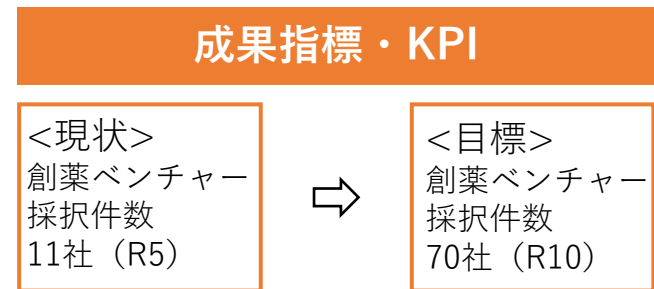 成果指標・KPI
<現状>
創薬ベンチャー
採択件数
11社（R5）
⇨
<目標>
創薬ベンチャー
採択件数
70社（R10）